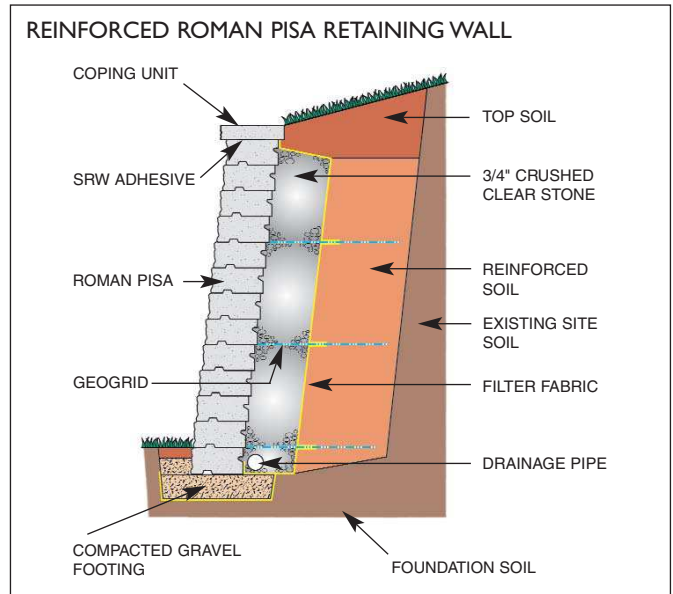 REINFORCED ROMAN PISA RETAINING WALL
COPING UNIT
SRW ADHESIVE
ROMAN PISA
GEOGRID
COMPACTED GRAVEL
FOOTING
TOP SOIL
3/4" CRUSHED
CLEAR STONE
REINFORCED
SOIL
EXISTING SITE
SOIL
FILTER FABRIC
DRAINAGE PIPE
FOUNDATION SOIL